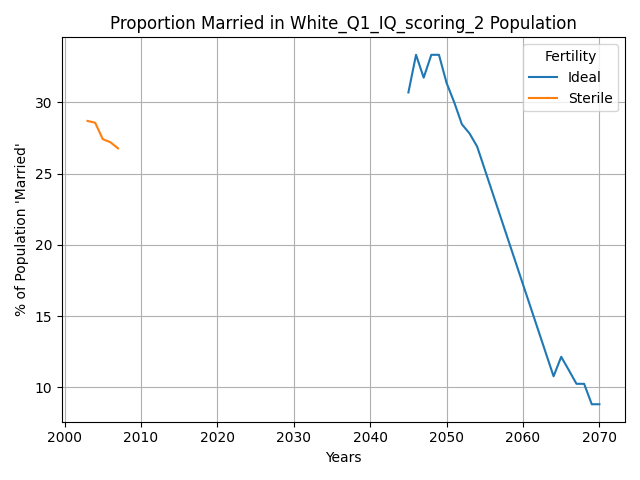 Proportion Married in White_Q1_IQ_scoring_2 Population
Fertility
Ideal
Sterile
% of Population 'Married'
30
25
20
15
10
2000 2010 2020 2030 2040 2050 2060 2070
Years